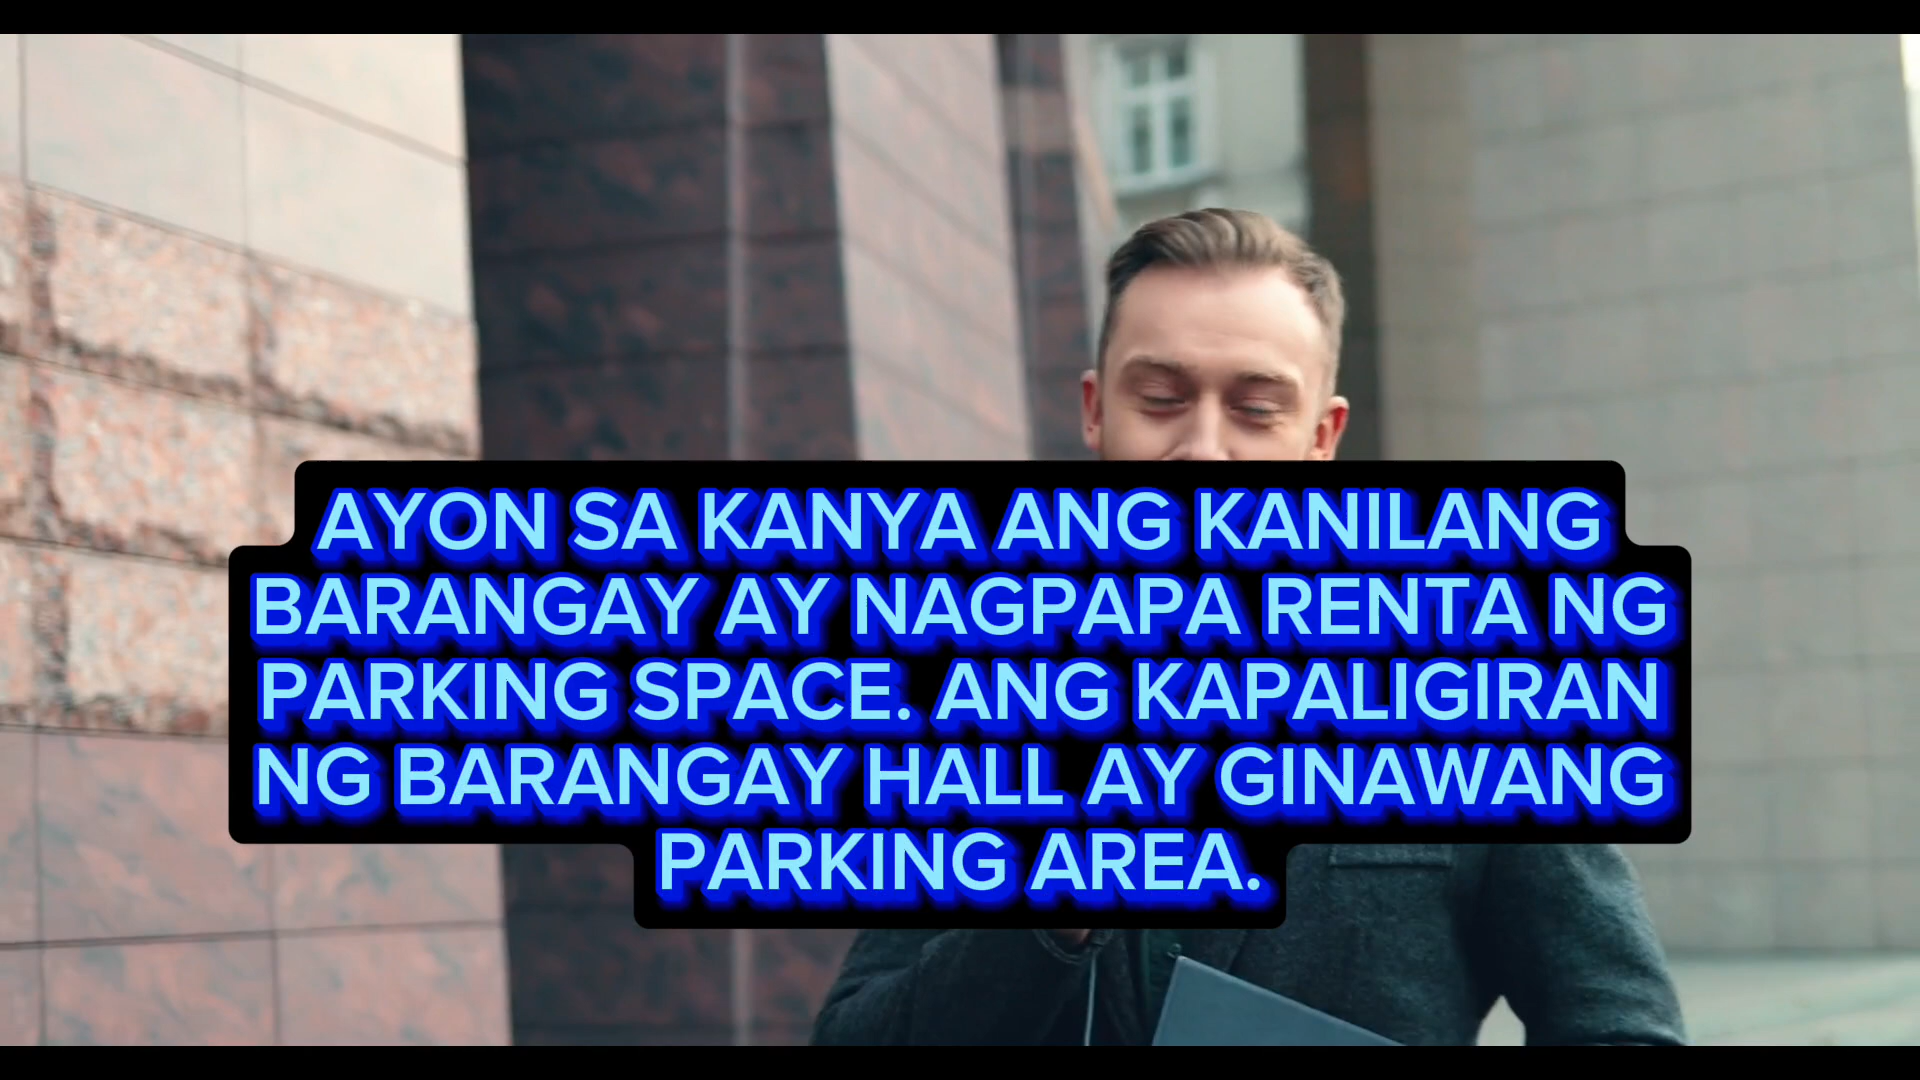 AYON SA KANYA ANG KANILANG
BARANGAY AY NAGPAPA RENTA NG
PARKING SPACE. ANG KAPALIGIRAN
NG BARANGAY HALL AY GINAWANG
PARKING AREA.